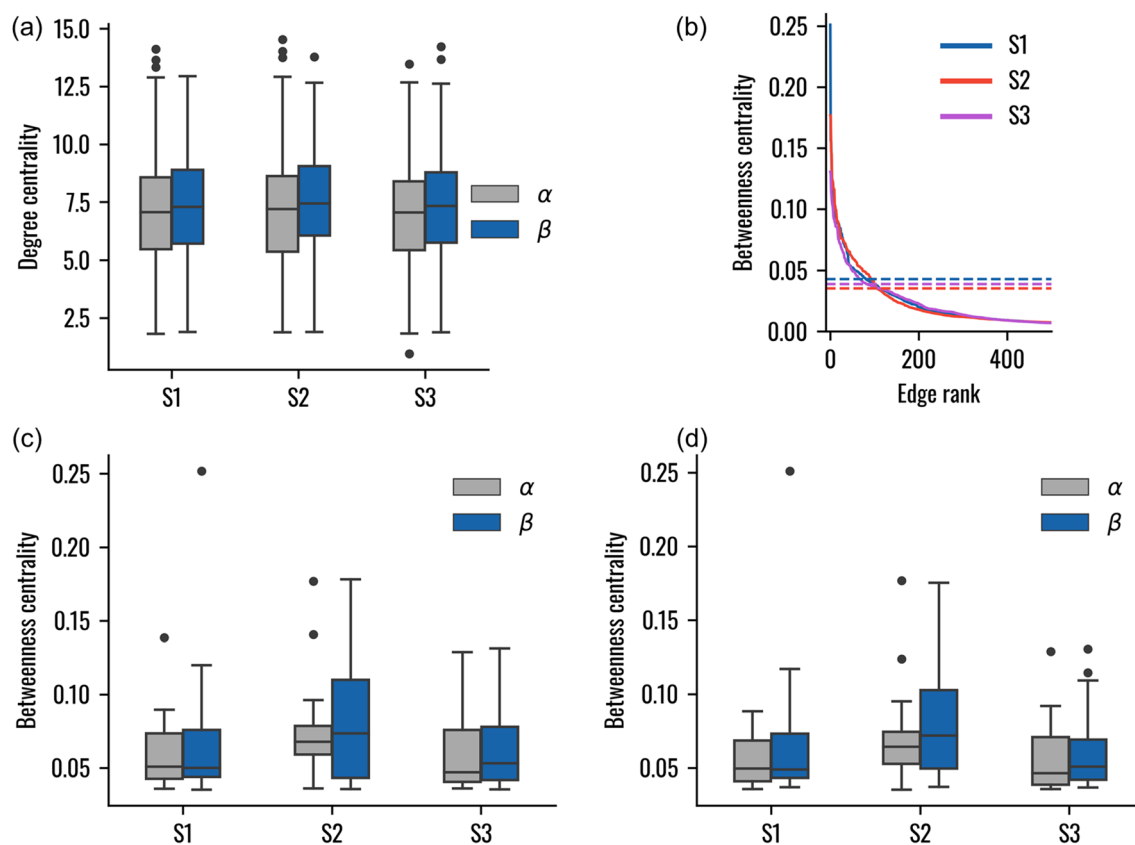 (a)
15.0
12.5
10.0
7.5
5.0
2.5
Degree centrality
S1
S2
S3
α
β
(b)
0.25
0.20
0.15
0.10
0.05
0.00
Betweenness centrality
S1
S2
S3
0
200
400
Edge rank
(c)
0.25
0.20
0.15
0.10
0.05
Betweenness centrality
α
β
S1
S2
S3
(d)
0.25
0.20
0.15
0.10
0.05
Betweenness centrality
α
β
S1
S2
S3